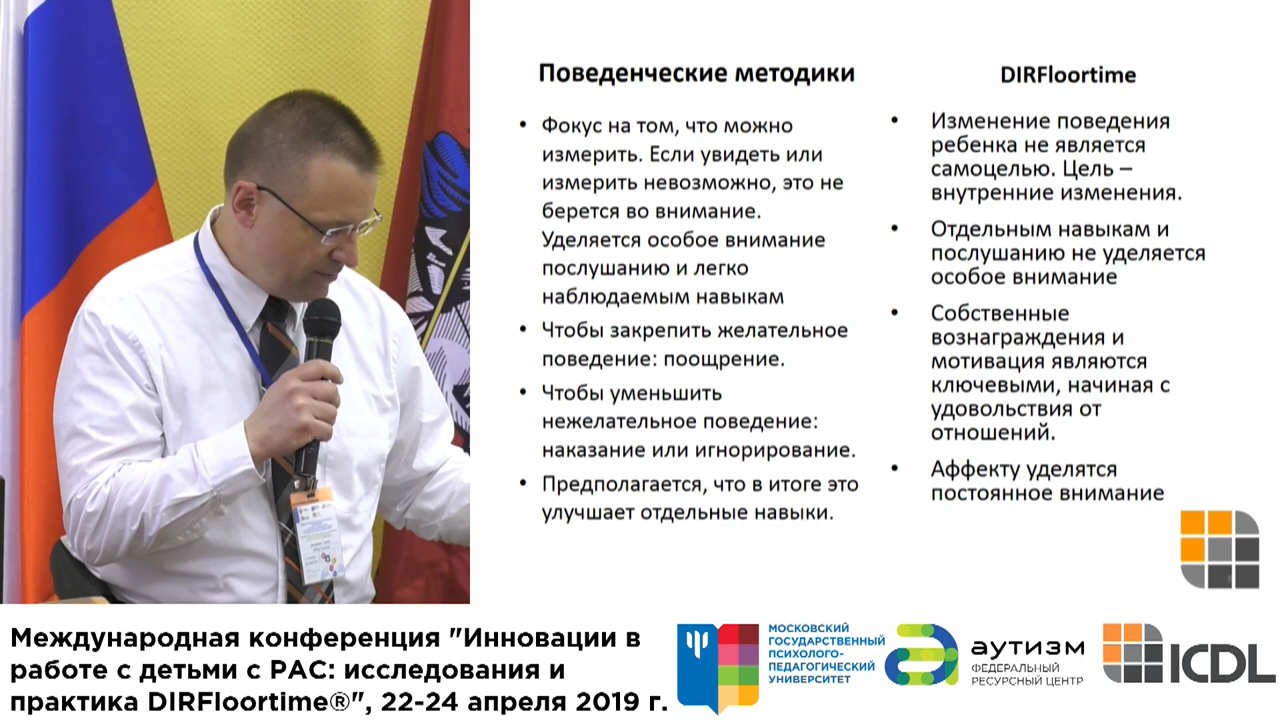 Поведенческие методики
• Фокус на том, что можно
измерить. Если увидеть или
измерить невозможно, это не
берется во внимание.
Уделяется особое внимание
послушанию и легко
наблюдаемым навыкам
• Чтобы закрепить желательное
поведение: поощрение.
• Чтобы уменьшить
нежелательное поведение:
наказание или игнорирование.
• Предполагается, что в итоге это
улучшает отдельные навыки.
DIRFloortime
• Изменение поведения
ребенка не является
самоцелью. Цель –
внутренние изменения.
• Отдельным навыкам и
послушанию не уделяется
особое внимание
• Собственные
вознаграждения и
мотивация являются
ключевыми, начиная с
удовольствия от
отношений.
• Аффекту уделятся
постоянное внимание
Международная конференция "Инновации в
работе с детьми с РАС: исследования и
практика DIRFloortime®", 22-24 апреля 2019 г.
МОСКОВСКИЙ
ГОСУДАРСТВЕННЫЙ
ПСИХОЛОГО-
ПЕДАГОГИЧЕСКИЙ
УНИВЕРСИТЕТ
аутизм
ФЕДЕРАЛЬНЫЙ
РЕСУРСНЫЙ ЦЕНТР
ICDL